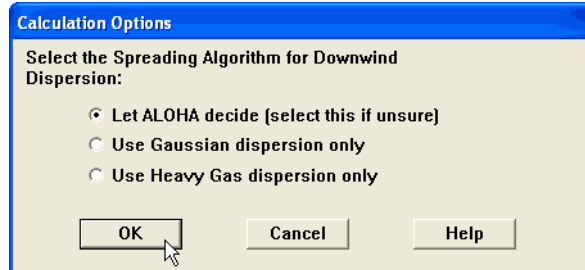 Calculation Options
Select the Spreading Algorithm for Downwind
Dispersion:
Let ALOHA decide (select this if unsure)
Use Gaussian dispersion only
Use Heavy Gas dispersion only
OK Cancel Help